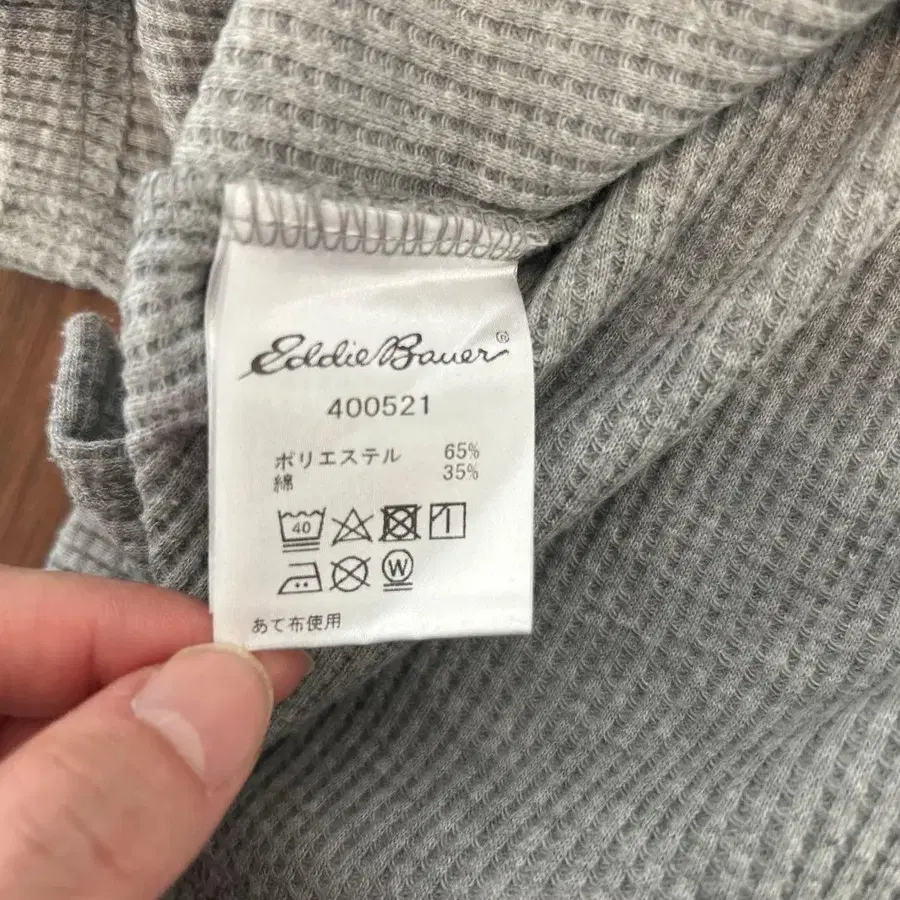 Eddie Bauer®
400521
ポリエステル 65%
綿 35%
40
W
あて布使用